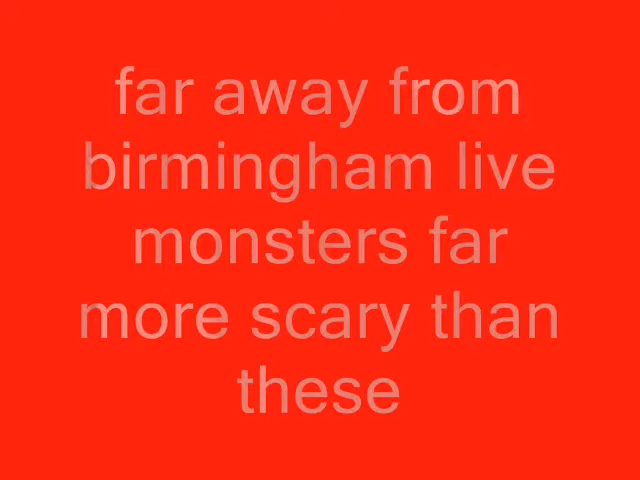 far away from
birmingham live
monsters far
more scary than
these